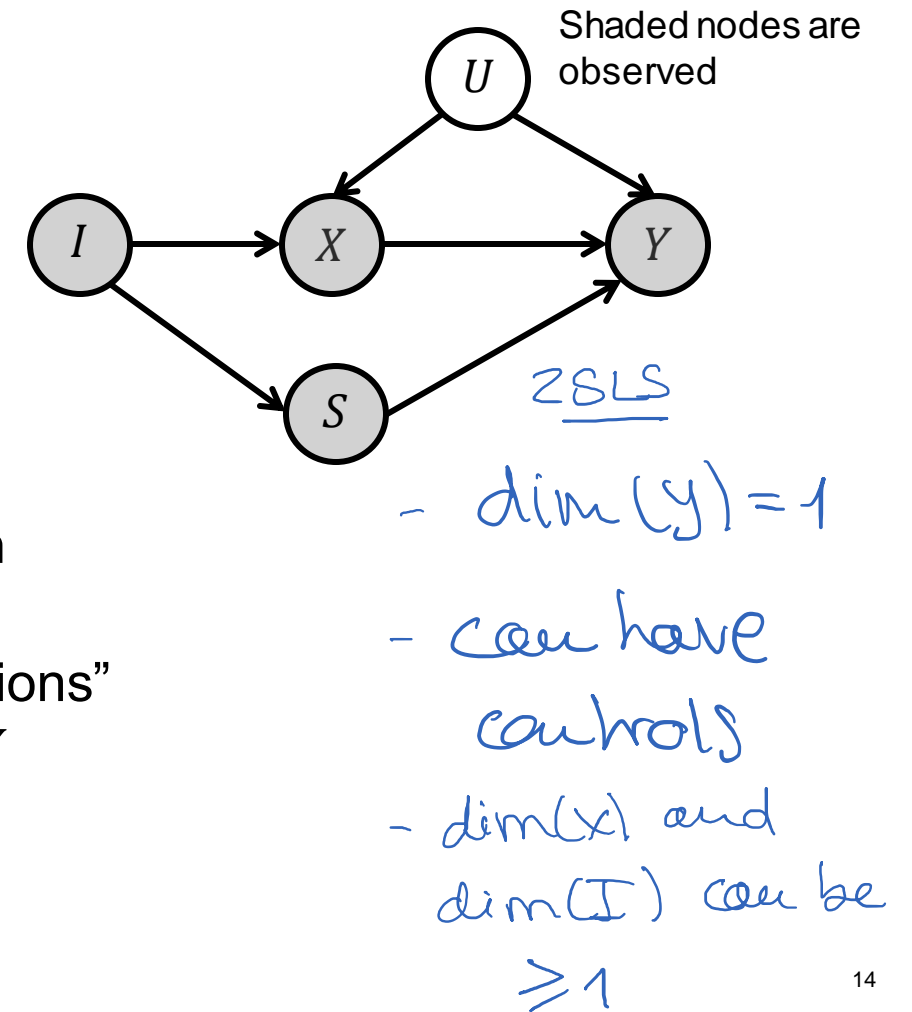 Shaded nodes are
observed
U
I
X
Y
S
2SLS
- dim(y)=1
n
- can have
ions”
controls
- dim(x) and
dim(I) can be
≥1
14